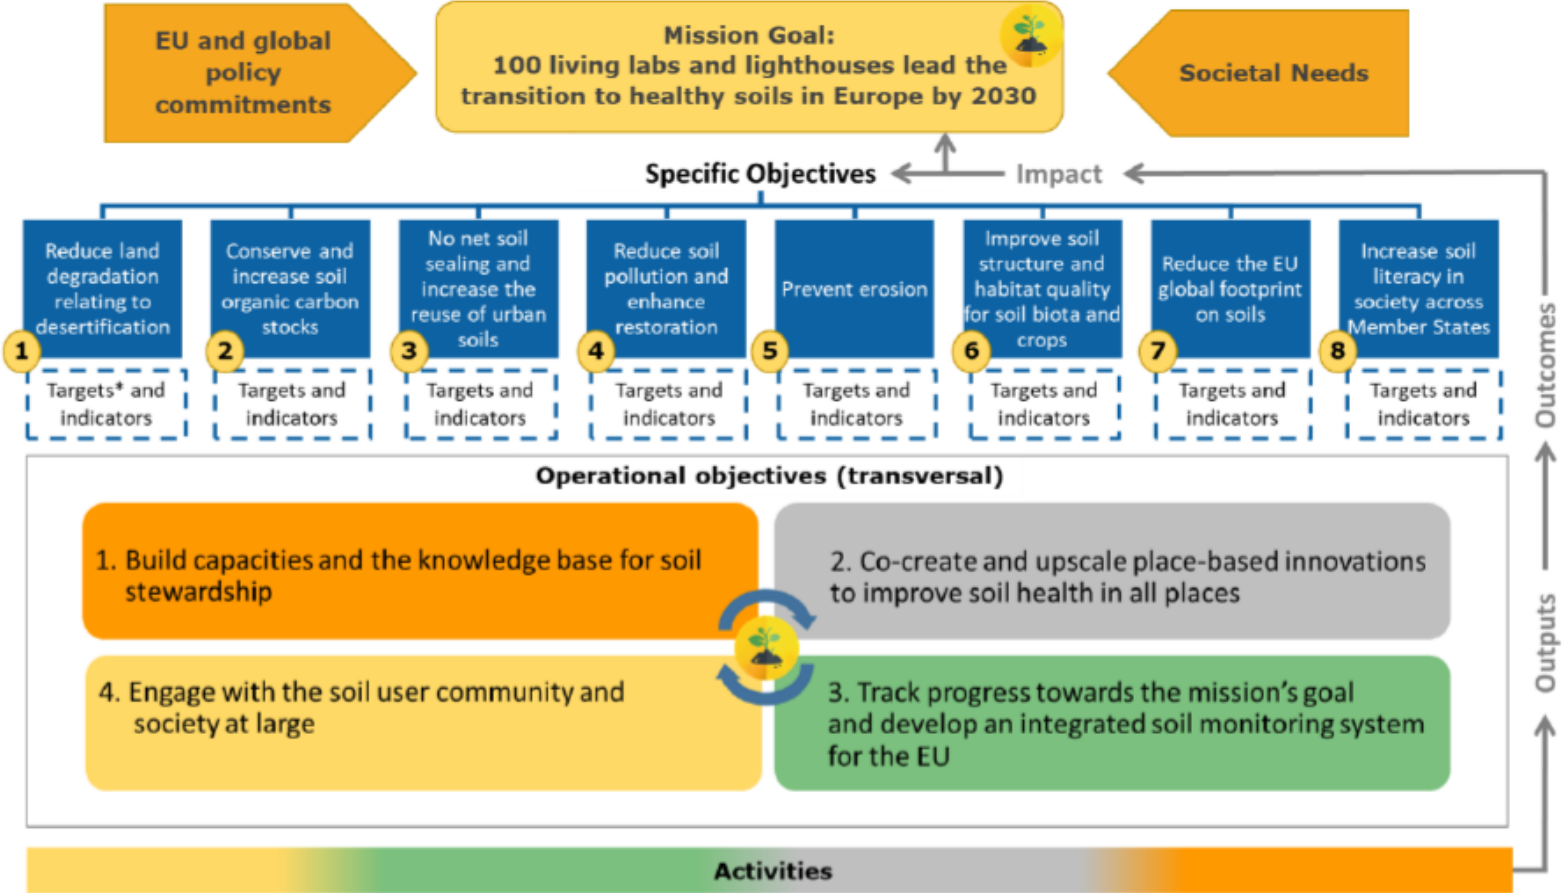 EU and global
policy
commitments
Mission Goal:
100 living labs and lighthouses lead the
transition to healthy soils in Europe by 2030
Societal Needs
Specific Objectives
Impact
Reduce land
degradation
relating to
desertification
1
Targets* and
indicators
Conserve and
increase soil
organic carbon
stocks
2
Targets and
indicators
No net soil
sealing and
increase the
reuse of urban
soils
3
Targets and
indicators
Reduce soil
pollution and
enhance
restoration
4
Targets and
indicators
Prevent erosion
5
Targets and
indicators
Improve soil
structure and
habitat quality
for soil biota and
crops
6
Targets and
indicators
Reduce the EU
global footprint
on soils
7
Targets and
indicators
Increase soil
literacy in
society across
Member States
8
Targets and
indicators
Outcomes
Outputs
Operational objectives (transversal)
1. Build capacities and the knowledge base for soil
stewardship
2. Co-create and upscale place-based innovations
to improve soil health in all places
4. Engage with the soil user community and
society at large
3. Track progress towards the mission's goal
and develop an integrated soil monitoring system
for the EU
Activities